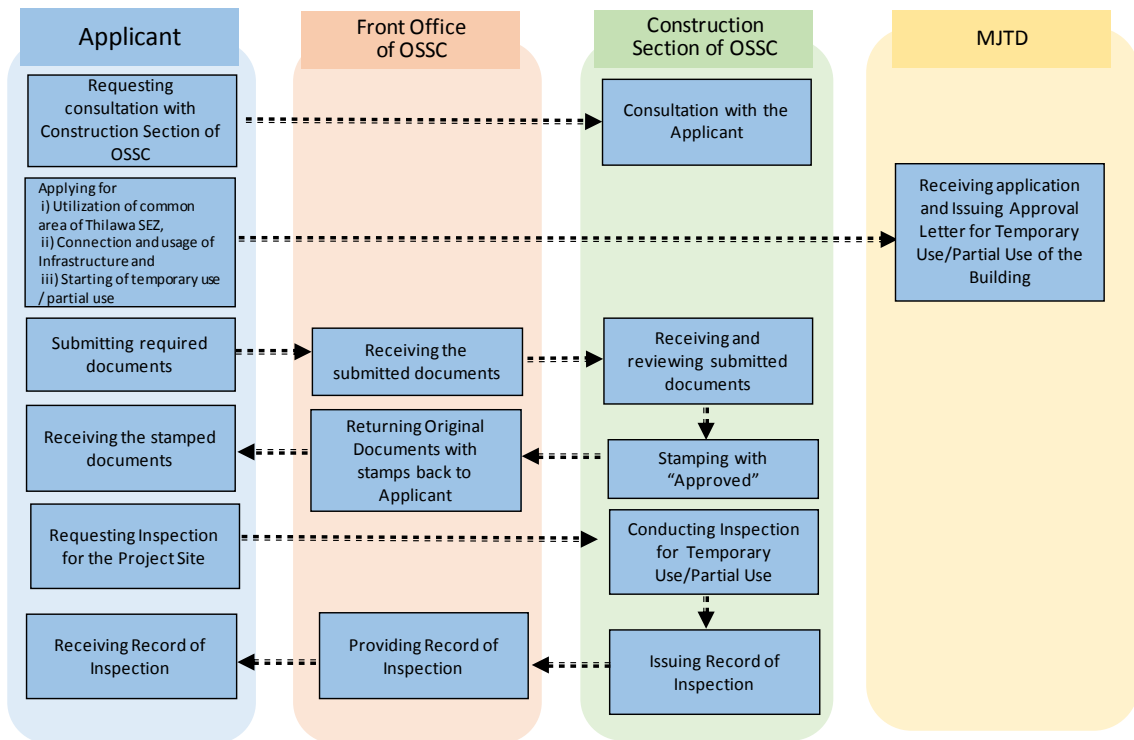 Applicant
Front Office
of OSSC
Construction
Section of OSSC
MJTD
Requesting
consultation with
Construction Section of
OSSC
Consultation with the
Applicant
Applying for
i) Utilization of common
area of Thilawa SEZ,
ii) Connection and usage of
Infrastructure and
iii) Starting of temporary use
/ partial use
Receiving application
and Issuing Approval
Letter for Temporary
Use/Partial Use of the
Building
Submitting required
documents
Receiving the
submitted documents
Receiving and
reviewing submitted
documents
Receiving the stamped
documents
Returning Original
Documents with
stamps back to
Applicant
Stamping with
“Approved”
Requesting Inspection
for the Project Site
Conducting Inspection
for Temporary
Use/Partial Use
Receiving Record of
Inspection
Providing Record of
Inspection
Issuing Record of
Inspection